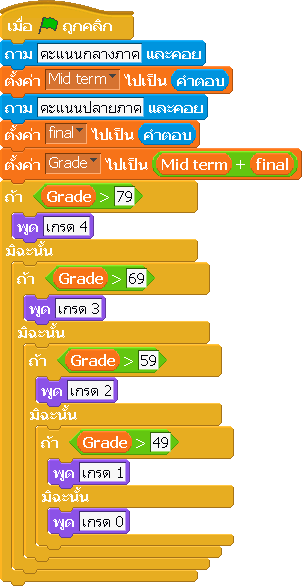 เมื่อ ถูกคลิก
ถาม คะแนนกลางภาค และคอย
ตั้งค่า Mid term ไปเป็น คำตอบ
ถาม คะแนนปลายภาค และคอย
ตั้งค่า final ไปเป็น คำตอบ
ตั้งค่า Grade ไปเป็น Mid term + final
ถ้า Grade > 79
พูด เกรด 4
มิฉะนั้น
ถ้า Grade > 69
พูด เกรด 3
มิฉะนั้น
ถ้า Grade > 59
พูด เกรด 2
มิฉะนั้น
ถ้า Grade > 49
พูด เกรด 1
มิฉะนั้น
พูด เกรด 0